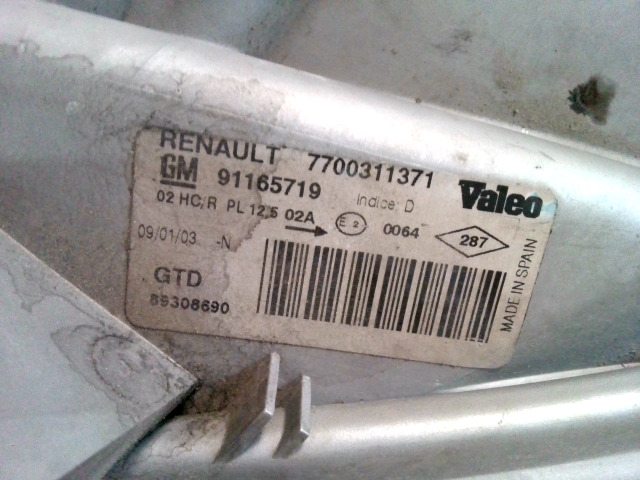 RENAULT 7700311371
GM 91165719 Indice: D Valeo
02 HC/R PL 12,5 02A E2 0064 287
09/01/03 -N
GTD
89308690
MADE IN SPAIN